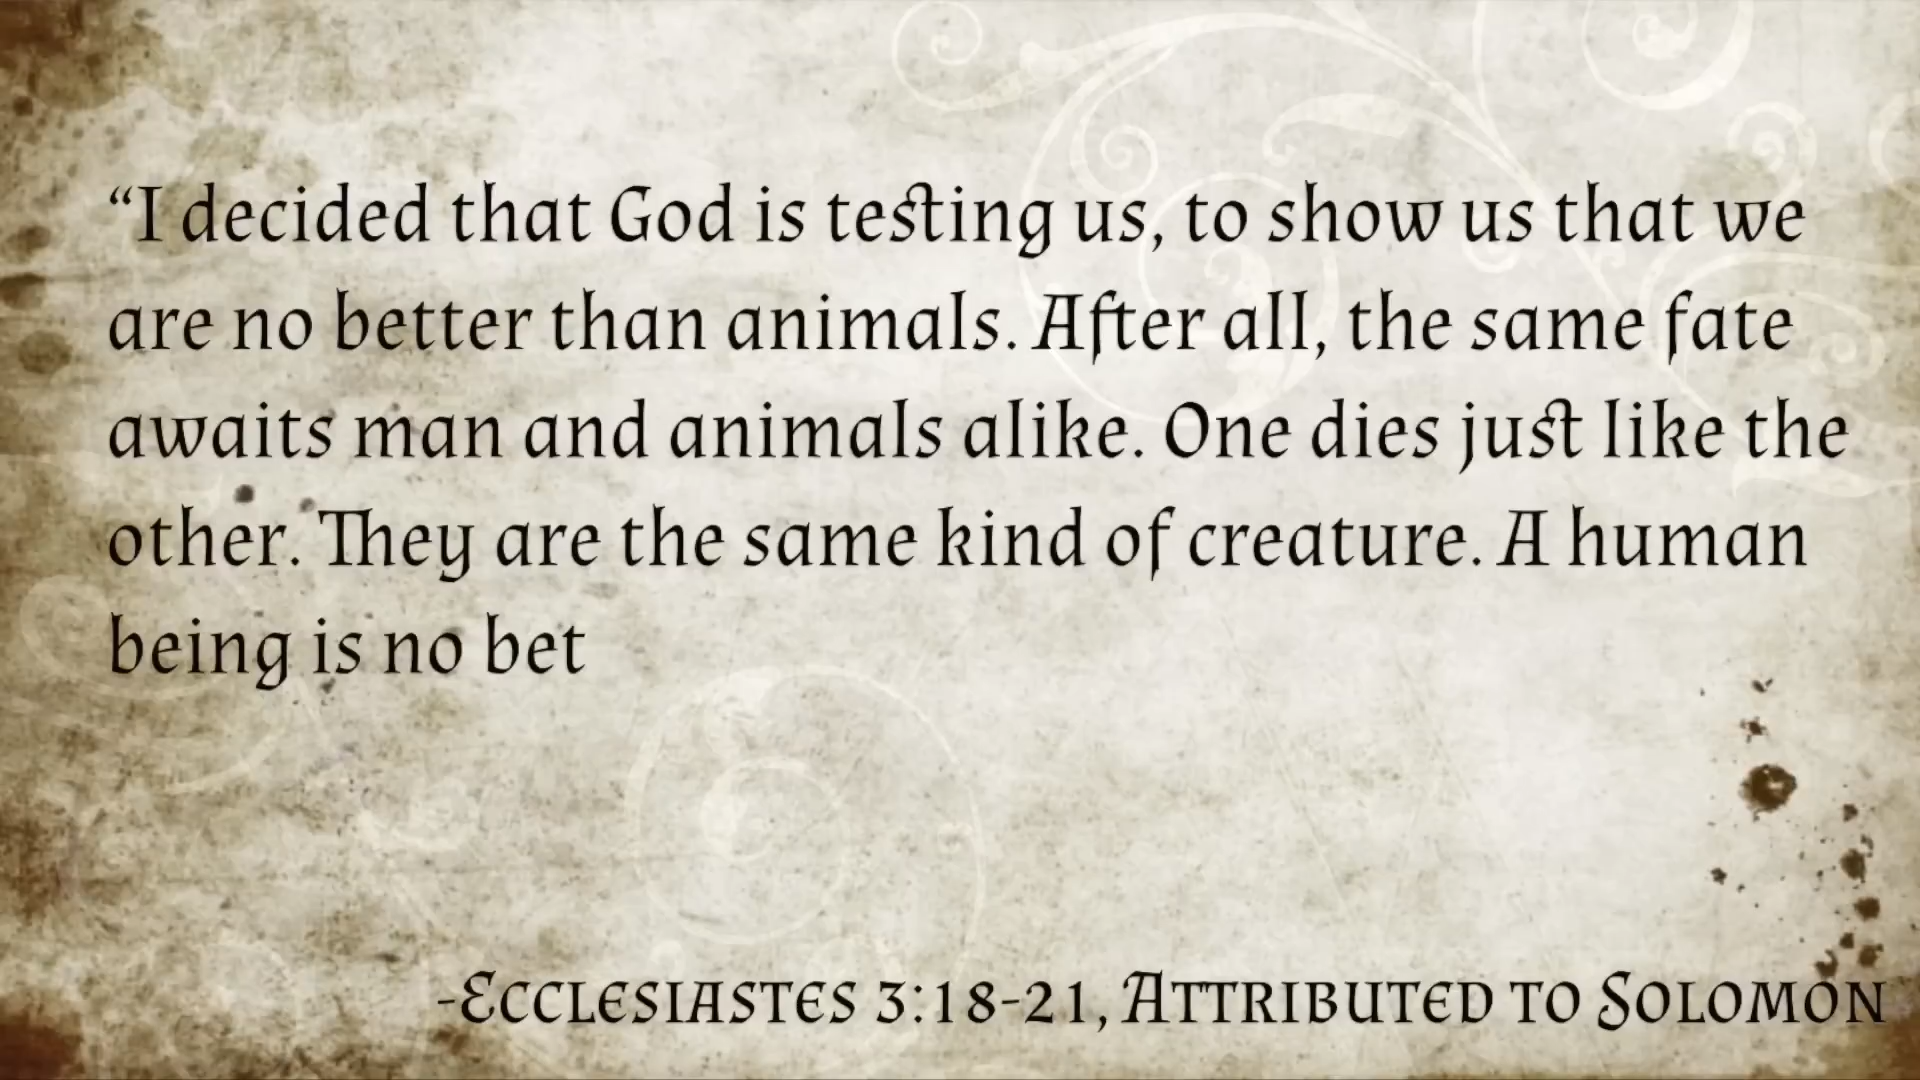 “I decided that God is testing us, to show us that we
are no better than animals. After all, the same fate
awaits man and animals alike. One dies just like the
other. They are the same kind of creature. A human
being is no bet
-Ecclesiastes 3:18-21, Attributed to Solomon